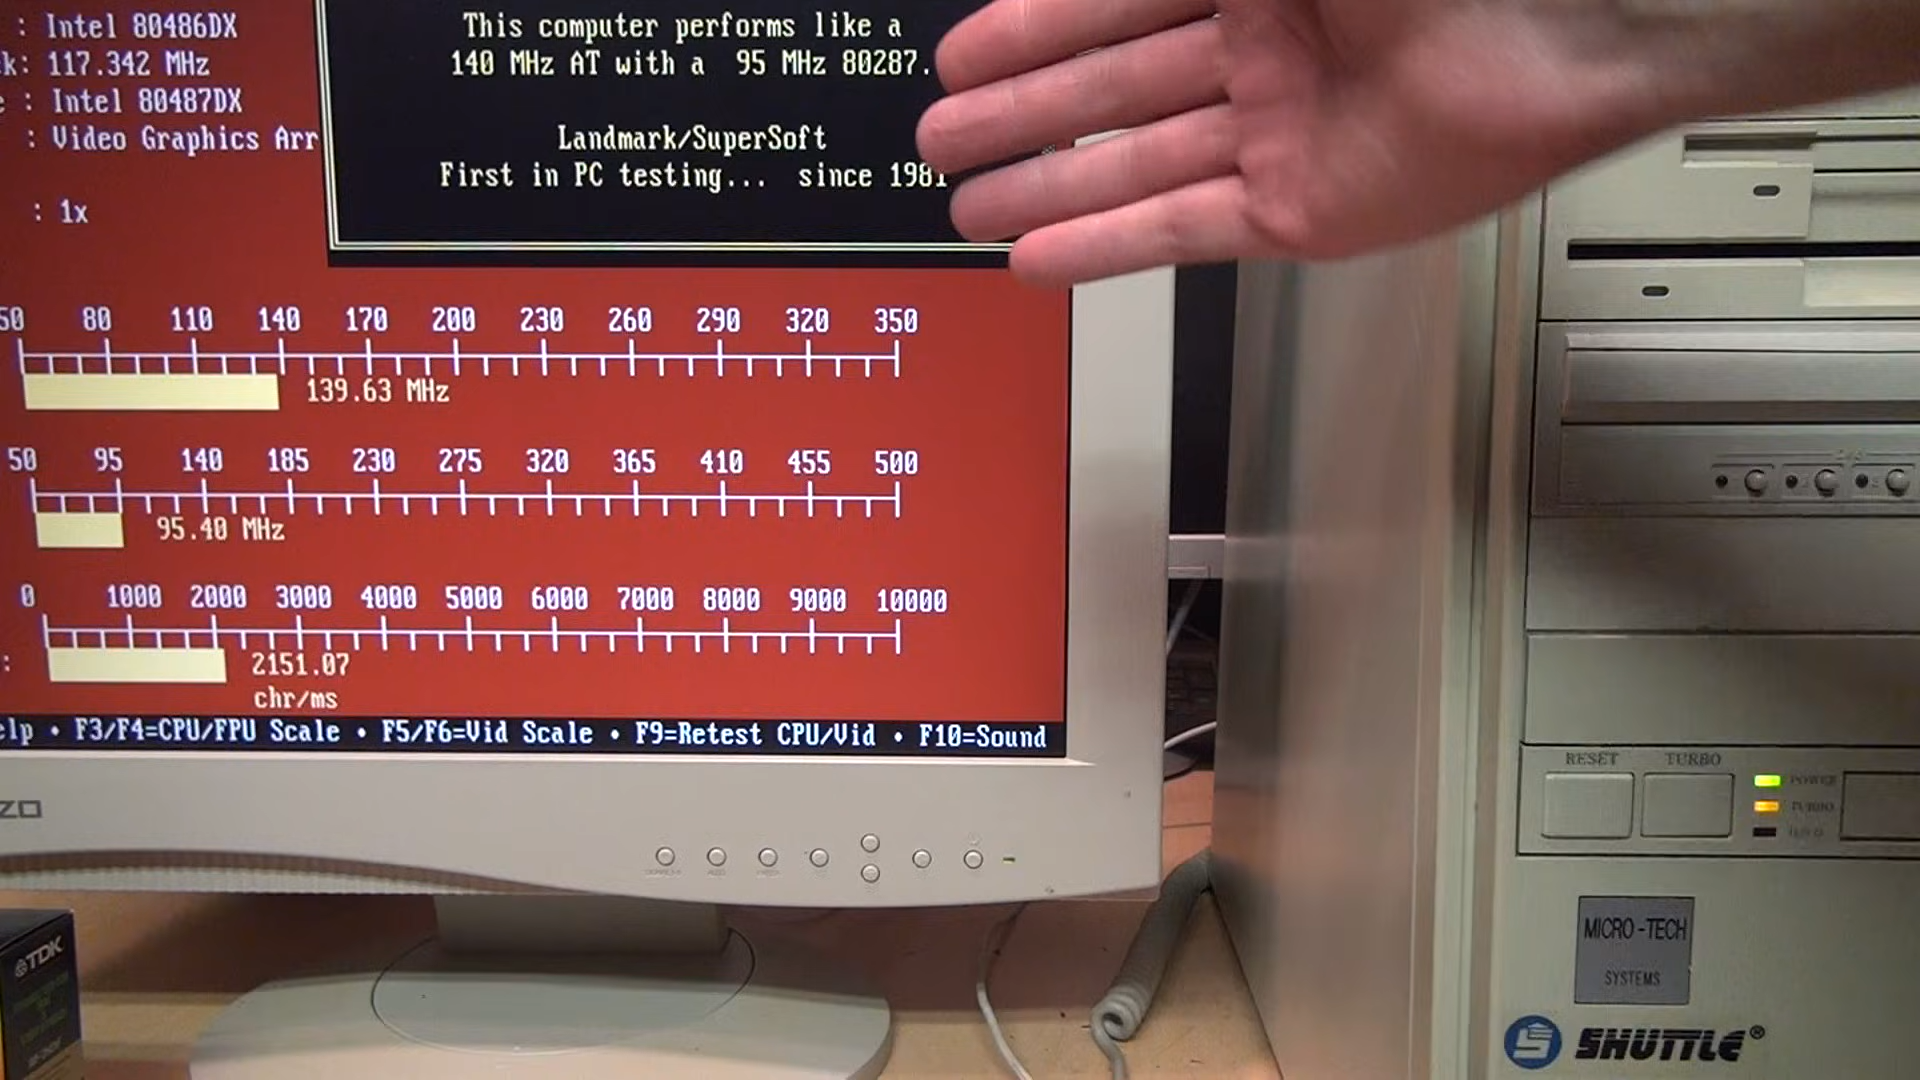 : Intel 80486DX
k: 117.342 MHz
: Intel 80487DX
: Video Graphics Arr
: 1x
This computer performs like a
140 MHz AT with a 95 MHz 80287.
Landmark/SuperSoft
First in PC testing... since 1981
50 80 110 140 170 200 230 260 290 320 350
139.63 MHz
50 95 140 185 230 275 320 365 410 455 500
95.40 MHz
0 1000 2000 3000 4000 5000 6000 7000 8000 9000 10000
:
2151.07
chr/ms
elp • F3/F4=CPU/FPU Scale • F5/F6=Vid Scale • F9=Retest CPU/Vid • F10=Sound
ZO
TDK
RESET TURBO
POWER
TURBO
MICRO-TECH
SYSTEMS
S SHUTTLE®